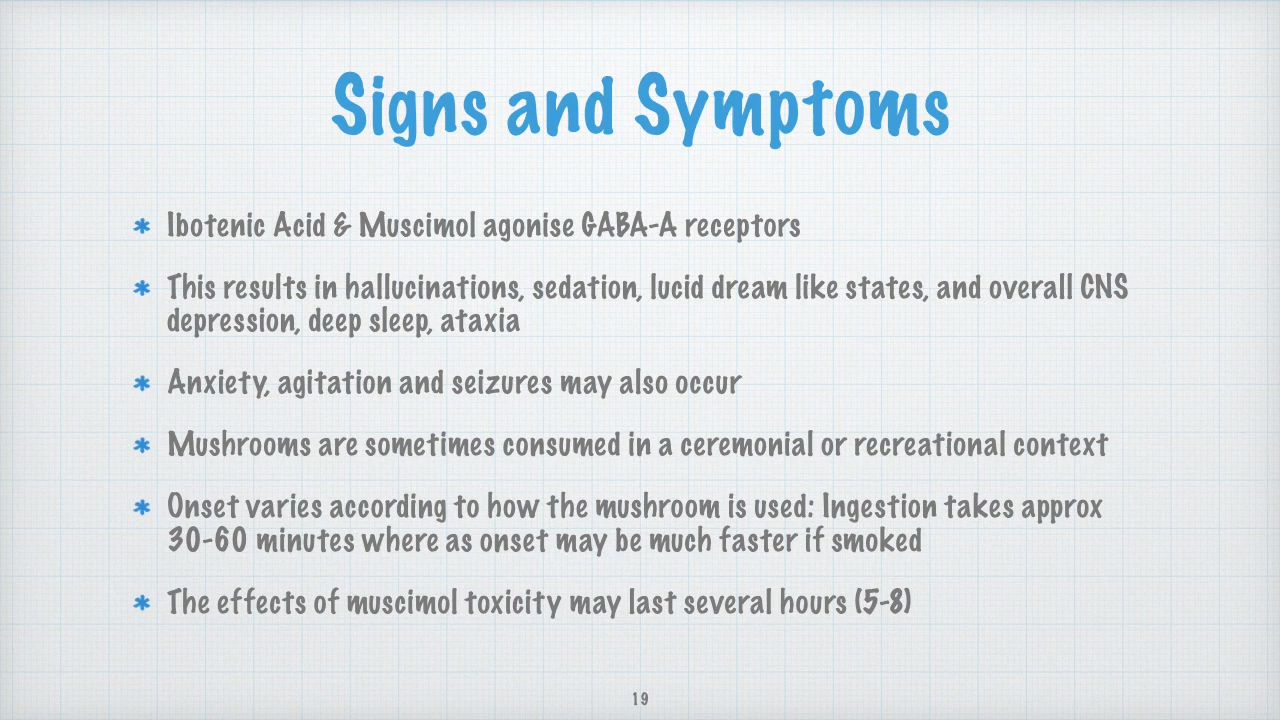 Signs and Symptoms
✱ Ibotenic Acid & Muscimol agonise GABA-A receptors
✱ This results in hallucinations, sedation, lucid dream like states, and overall CNS
depression, deep sleep, ataxia
✱ Anxiety, agitation and seizures may also occur
✱ Mushrooms are sometimes consumed in a ceremonial or recreational context
✱ Onset varies according to how the mushroom is used: Ingestion takes approx
30-60 minutes where as onset may be much faster if smoked
✱ The effects of muscimol toxicity may last several hours (5-8)
19